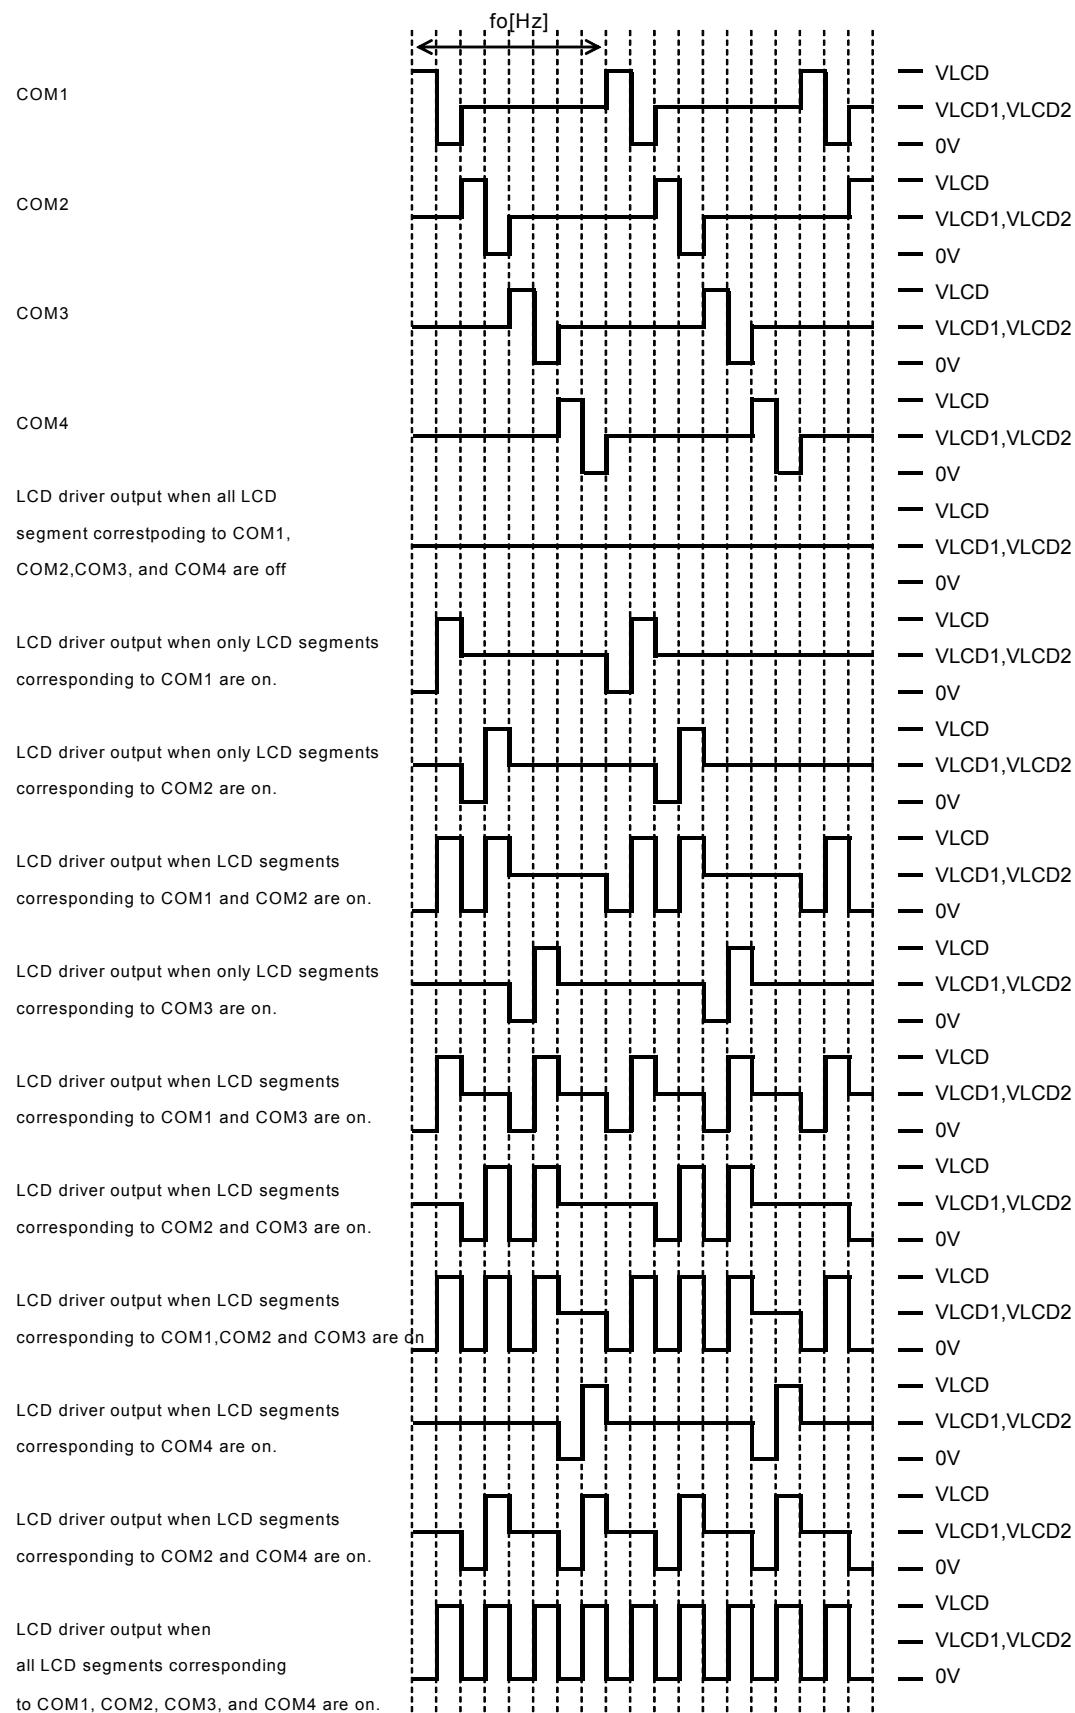 fo[Hz]
COM1
VLCD
VLCD1,VLCD2
0V
COM2
VLCD
VLCD1,VLCD2
0V
COM3
VLCD
VLCD1,VLCD2
0V
COM4
VLCD
VLCD1,VLCD2
0V
LCD driver output when all LCD
segment correstpoding to COM1,
COM2,COM3, and COM4 are off
VLCD
VLCD1,VLCD2
0V
LCD driver output when only LCD segments
corresponding to COM1 are on.
VLCD
VLCD1,VLCD2
0V
LCD driver output when only LCD segments
corresponding to COM2 are on.
VLCD
VLCD1,VLCD2
0V
LCD driver output when LCD segments
corresponding to COM1 and COM2 are on.
VLCD
VLCD1,VLCD2
0V
LCD driver output when only LCD segments
corresponding to COM3 are on.
VLCD
VLCD1,VLCD2
0V
LCD driver output when LCD segments
corresponding to COM1 and COM3 are on.
VLCD
VLCD1,VLCD2
0V
LCD driver output when LCD segments
corresponding to COM2 and COM3 are on.
VLCD
VLCD1,VLCD2
0V
LCD driver output when LCD segments
corresponding to COM1,COM2 and COM3 are on
VLCD
VLCD1,VLCD2
0V
LCD driver output when LCD segments
corresponding to COM4 are on.
VLCD
VLCD1,VLCD2
0V
LCD driver output when LCD segments
corresponding to COM2 and COM4 are on.
VLCD
VLCD1,VLCD2
0V
LCD driver output when
all LCD segments corresponding
to COM1, COM2, COM3, and COM4 are on.
VLCD
VLCD1,VLCD2
0V